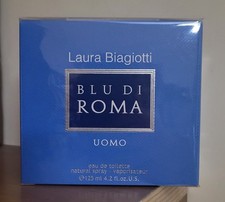 Laura Biagiotti
BLU DI
ROMA
UOMO
eau de toilette
natural spray - vaporisateur
℮ 125 ml 4.2 fl.oz.U.S.